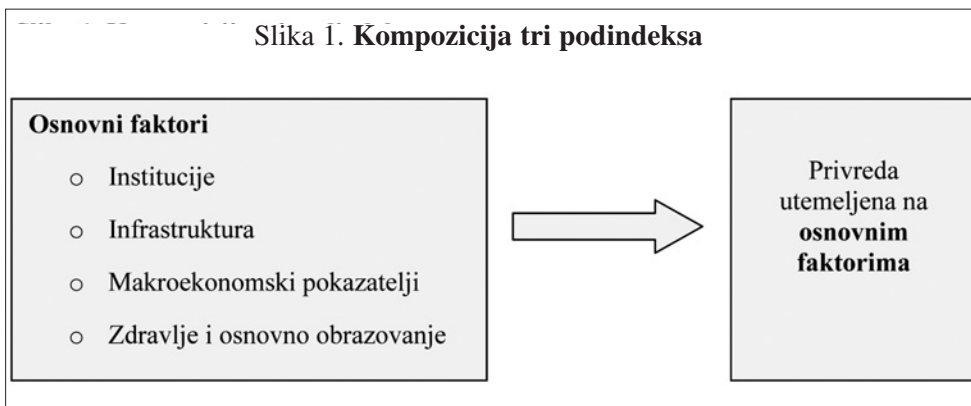 Slika 1. Kompozicija tri podindeksa
Osnovni faktori
o Institucije
o Infrastruktura
o Makroekonomski pokazatelji
o Zdravlje i osnovno obrazovanje
Privreda
utemeljena na
osnovnim
faktorima